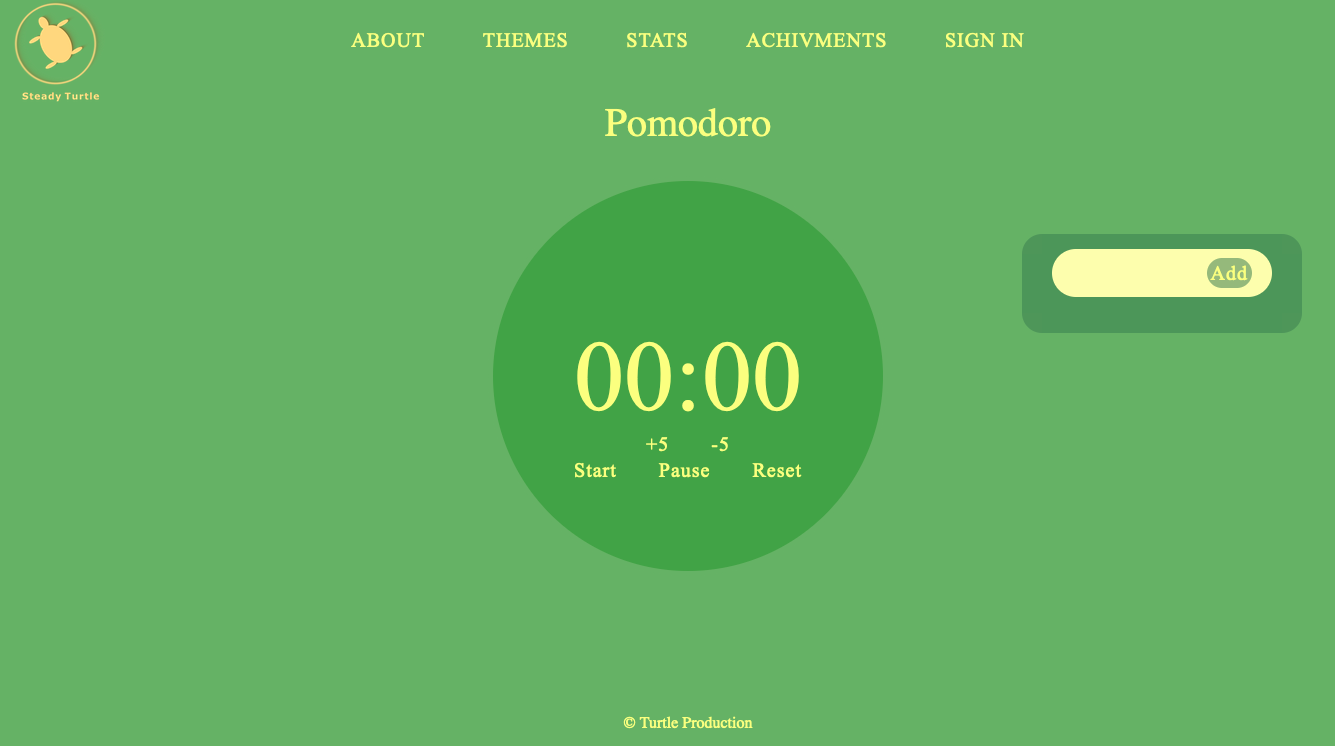 ABOUT THEMES STATS ACHIVMENTS SIGN IN
Steady Turtle
Pomodoro
Add
00:00
+5 -5
Start Pause Reset
© Turtle Production